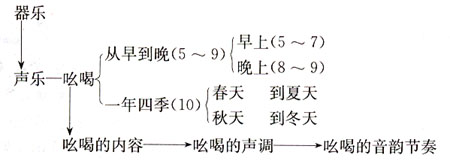 器乐
声乐—吆喝
从早到晚(5～9)
早上(5～7)
晚上(8～9)
一年四季(10)
春天 到夏天
秋天 到冬天
吆喝的内容→吆喝的声调→吆喝的音韵节奏